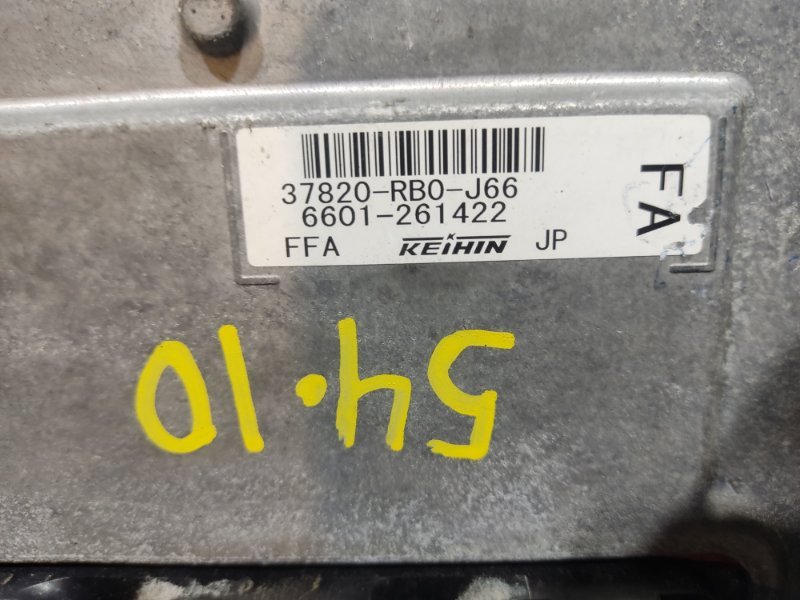 37820-RB0-J66
6601-261422
FFA KEIHIN JP
FA
54.10